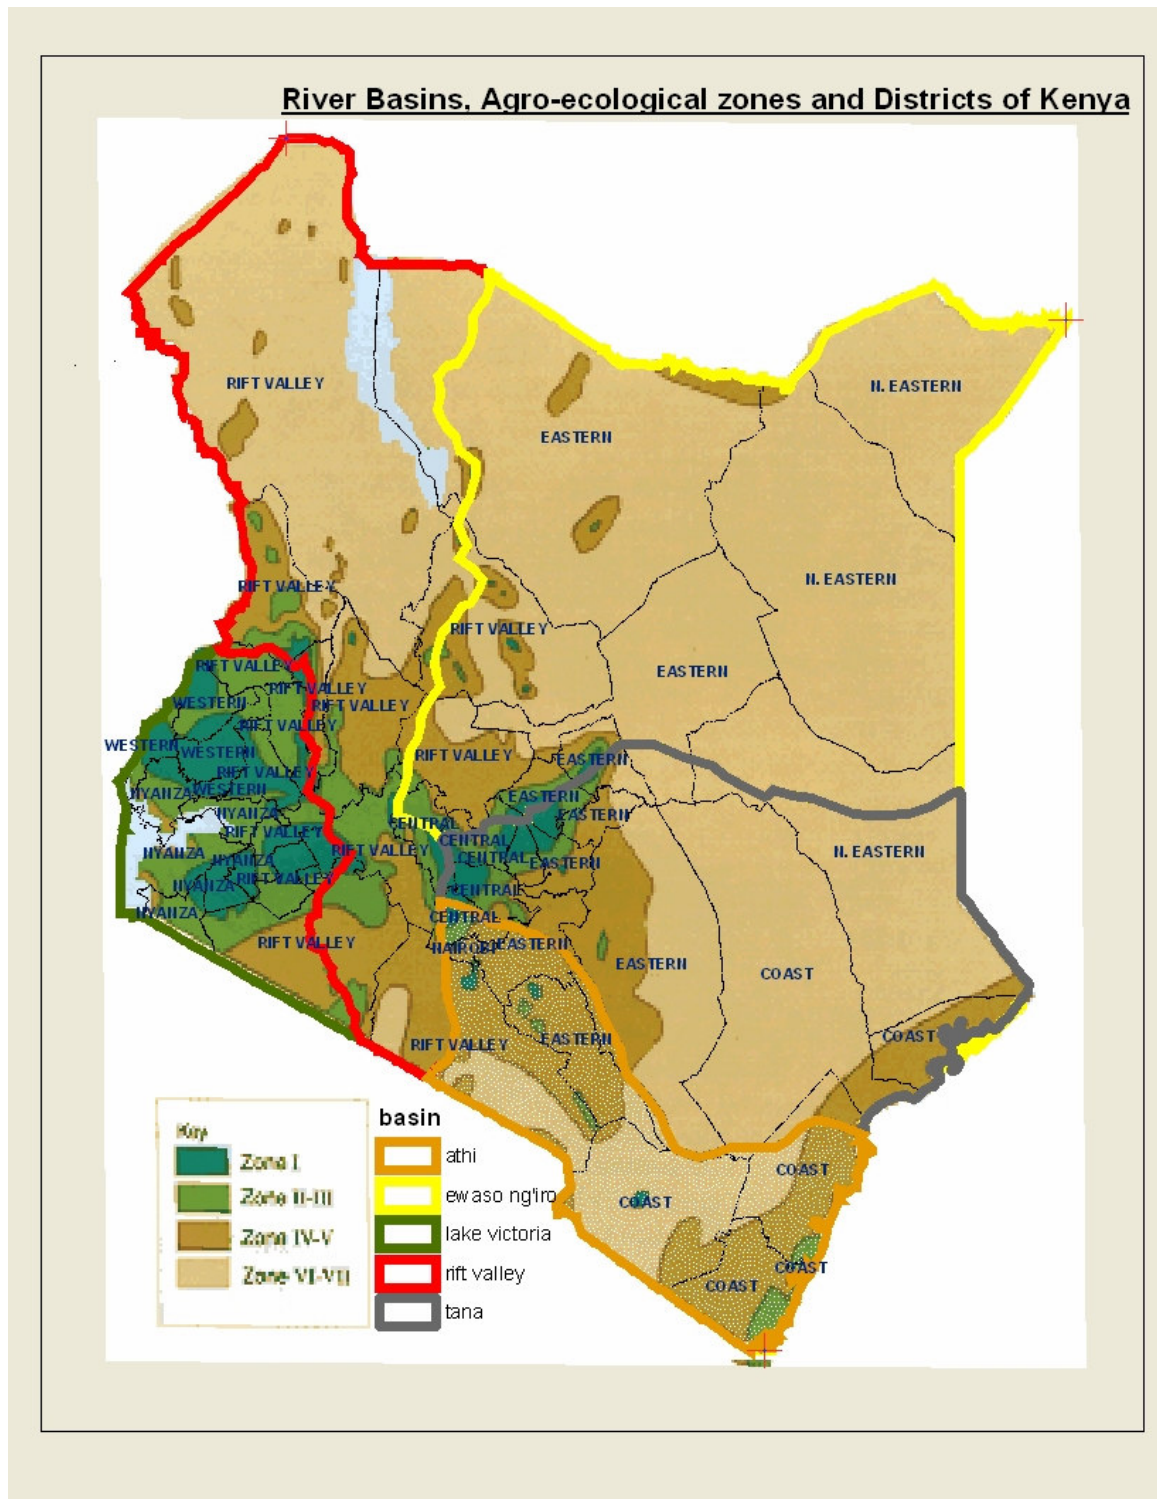 River Basins, Agro-ecological zones and Districts of Kenya
RIFT VALLEY
N. EASTERN
EASTERN
N. EASTERN
RIFT VALLEY
RIFT VALLEY
RIFT VALLEY
EASTERN
RIFT VALLEY
WESTERN
RIFT VALLEY
RIFT VALLEY
WESTERN
WESTERN
RIFT VALLEY
EASTERN
RIFT VALLEY
NYANZA
WESTERN
EASTERN
NYANZA
EASTERN
CENTRAL
RIFT VALLEY
CENTRAL
NYANZA
NYANZA
RIFT VALLEY
CENTRAL
EASTERN
N. EASTERN
NYANZA
RIFT VALLEY
CENTRAL
NYANZA
CENTRAL
RIFT VALLEY
NAIROBI
EASTERN
EASTERN
COAST
RIFT VALLEY
EASTERN
COAST
COAST
COAST
COAST
COAST
Key
Zone I
Zone II-III
Zone IV-V
Zone VI-VII
basin
athi
ewaso ng'iro
lake victoria
rift valley
tana